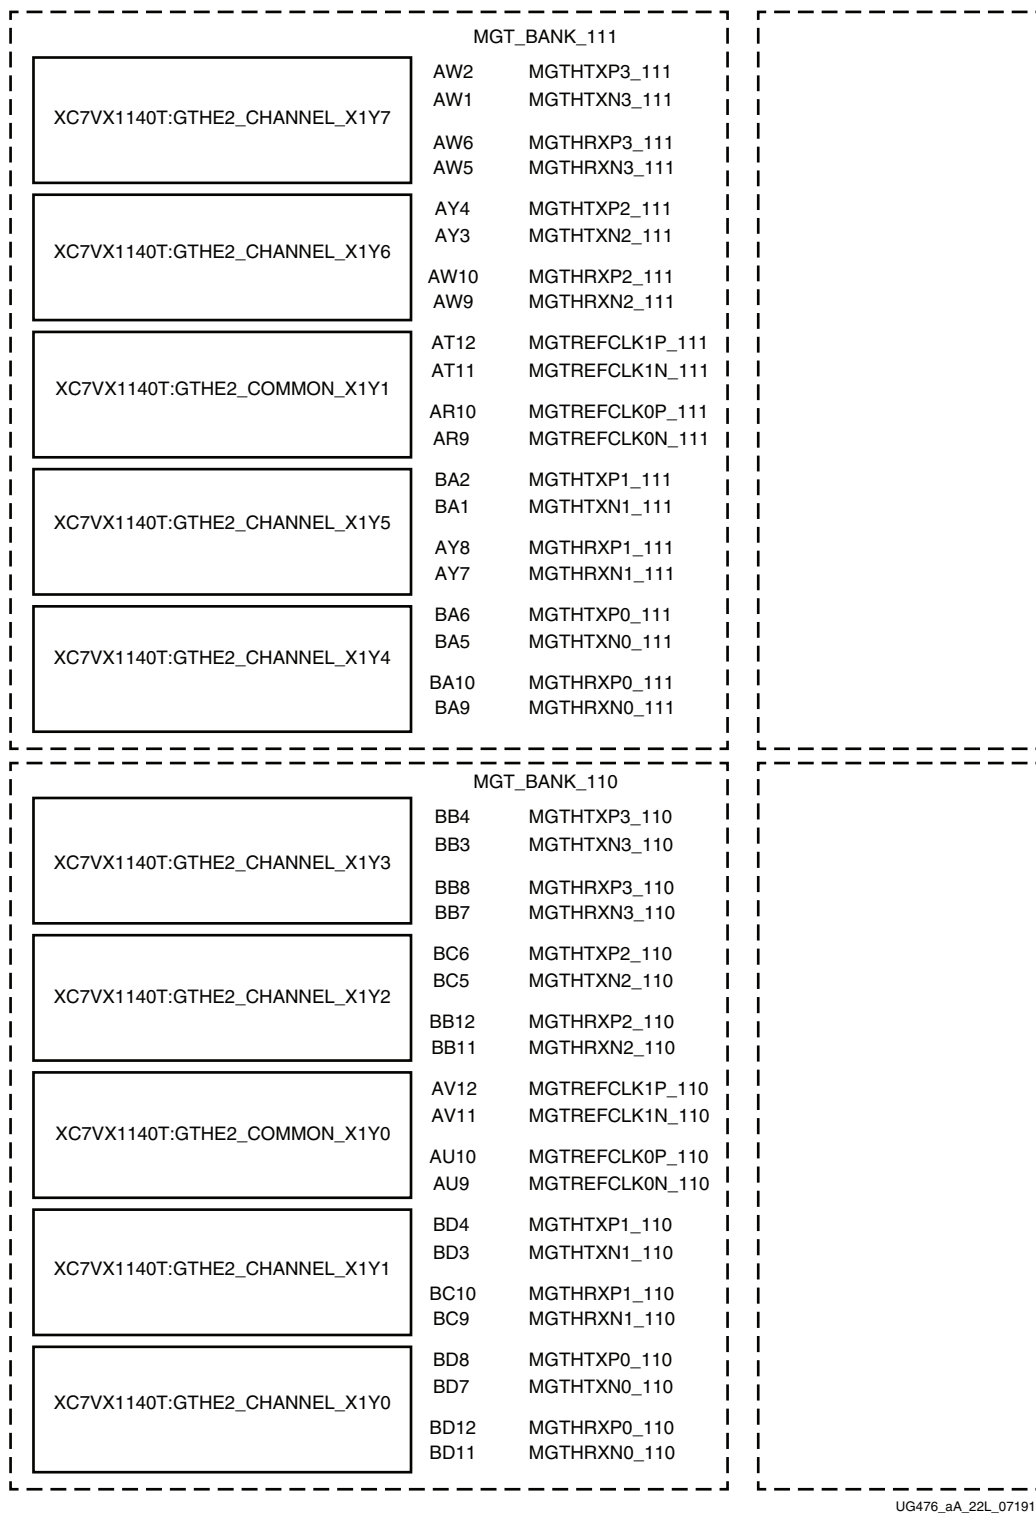 MGT_BANK_111
AW2 MGTHTXP3_111
AW1 MGTHTXN3_111
XC7VX1140T:GTHE2_CHANNEL_X1Y7
AW6 MGTHRXP3_111
AW5 MGTHRXN3_111
AY4 MGTHTXP2_111
AY3 MGTHTXN2_111
XC7VX1140T:GTHE2_CHANNEL_X1Y6
AW10 MGTHRXP2_111
AW9 MGTHRXN2_111
AT12 MGTREFCLK1P_111
AT11 MGTREFCLK1N_111
XC7VX1140T:GTHE2_COMMON_X1Y1
AR10 MGTREFCLK0P_111
AR9 MGTREFCLK0N_111
BA2 MGTHTXP1_111
BA1 MGTHTXN1_111
XC7VX1140T:GTHE2_CHANNEL_X1Y5
AY8 MGTHRXP1_111
AY7 MGTHRXN1_111
BA6 MGTHTXP0_111
BA5 MGTHTXN0_111
XC7VX1140T:GTHE2_CHANNEL_X1Y4
BA10 MGTHRXP0_111
BA9 MGTHRXN0_111
MGT_BANK_110
BB4 MGTHTXP3_110
BB3 MGTHTXN3_110
XC7VX1140T:GTHE2_CHANNEL_X1Y3
BB8 MGTHRXP3_110
BB7 MGTHRXN3_110
BC6 MGTHTXP2_110
BC5 MGTHTXN2_110
XC7VX1140T:GTHE2_CHANNEL_X1Y2
BB12 MGTHRXP2_110
BB11 MGTHRXN2_110
AV12 MGTREFCLK1P_110
AV11 MGTREFCLK1N_110
XC7VX1140T:GTHE2_COMMON_X1Y0
AU10 MGTREFCLK0P_110
AU9 MGTREFCLK0N_110
BD4 MGTHTXP1_110
BD3 MGTHTXN1_110
XC7VX1140T:GTHE2_CHANNEL_X1Y1
BC10 MGTHRXP1_110
BC9 MGTHRXN1_110
BD8 MGTHTXP0_110
BD7 MGTHTXN0_110
XC7VX1140T:GTHE2_CHANNEL_X1Y0
BD12 MGTHRXP0_110
BD11 MGTHRXN0_110
UG476_aA_22L_07191